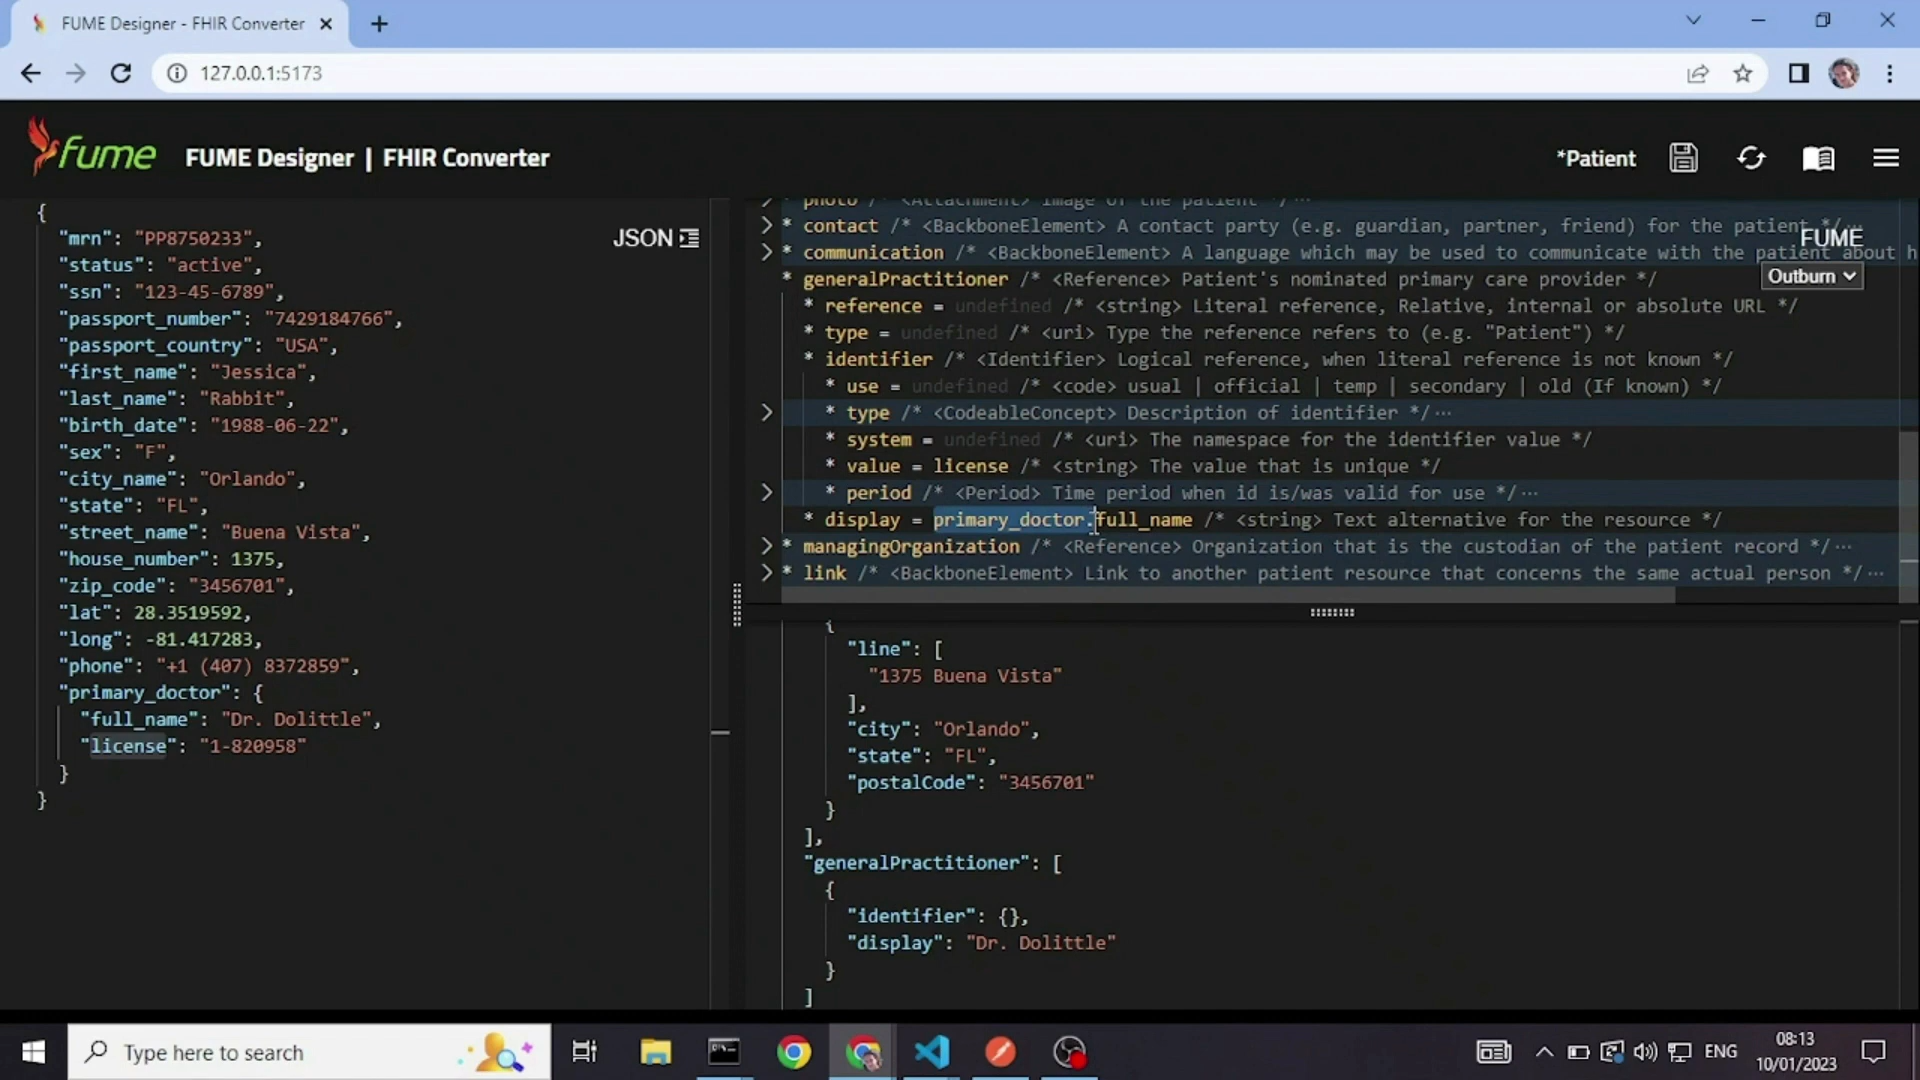 FUME Designer - FHIR Converter
127.0.0.1:5173
fume FUME Designer | FHIR Converter
*Patient
JSON
{
"mrn": "PP8750233",
"status": "active",
"ssn": "123-45-6789",
"passport_number": "7429184766",
"passport_country": "USA",
"first_name": "Jessica",
"last_name": "Rabbit",
"birth_date": "1988-06-22",
"sex": "F",
"city_name": "Orlando",
"state": "FL",
"street_name": "Buena Vista",
"house_number": 1375,
"zip_code": "3456701",
"lat": 28.3519592,
"long": -81.417283,
"phone": "+1 (407) 8372859",
"primary_doctor": {
"full_name": "Dr. Dolittle",
"license": "1-820958"
}
}
FUME
Outburn
* photo /* <Attachment> Image of the patient */···
* contact /* <BackboneElement> A contact party (e.g. guardian, partner, friend) for the patient */···
* communication /* <BackboneElement> A language which may be used to communicate with the patient about h
* generalPractitioner /* <Reference> Patient's nominated primary care provider */
* reference = undefined /* <string> Literal reference, Relative, internal or absolute URL */
* type = undefined /* <uri> Type the reference refers to (e.g. "Patient") */
* identifier /* <Identifier> Logical reference, when literal reference is not known */
* use = undefined /* <code> usual | official | temp | secondary | old (If known) */
* type /* <CodeableConcept> Description of identifier */···
* system = undefined /* <uri> The namespace for the identifier value */
* value = license /* <string> The value that is unique */
* period /* <Period> Time period when id is/was valid for use */···
* display = primary_doctor.full_name /* <string> Text alternative for the resource */
* managingOrganization /* <Reference> Organization that is the custodian of the patient record */···
* link /* <BackboneElement> Link to another patient resource that concerns the same actual person */···
{
"line": [
"1375 Buena Vista"
],
"city": "Orlando",
"state": "FL",
"postalCode": "3456701"
}
],
"generalPractitioner": [
{
"identifier": {},
"display": "Dr. Dolittle"
}
]
Type here to search
ENG
08:13
10/01/2023